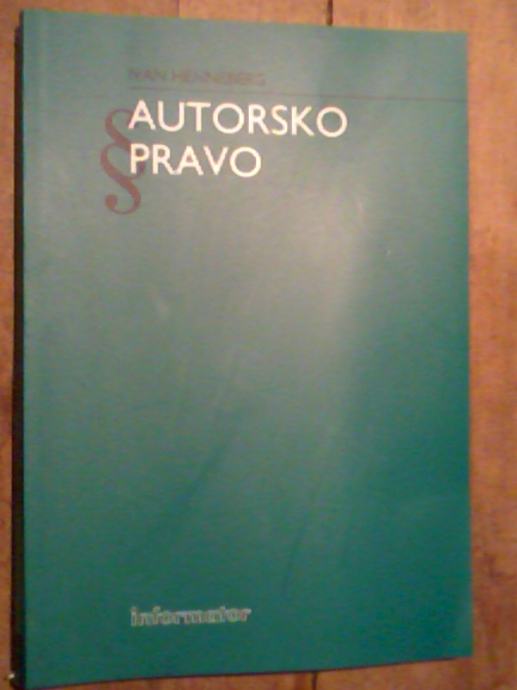 IVAN HENNEBERG
§ AUTORSKO
PRAVO
informator